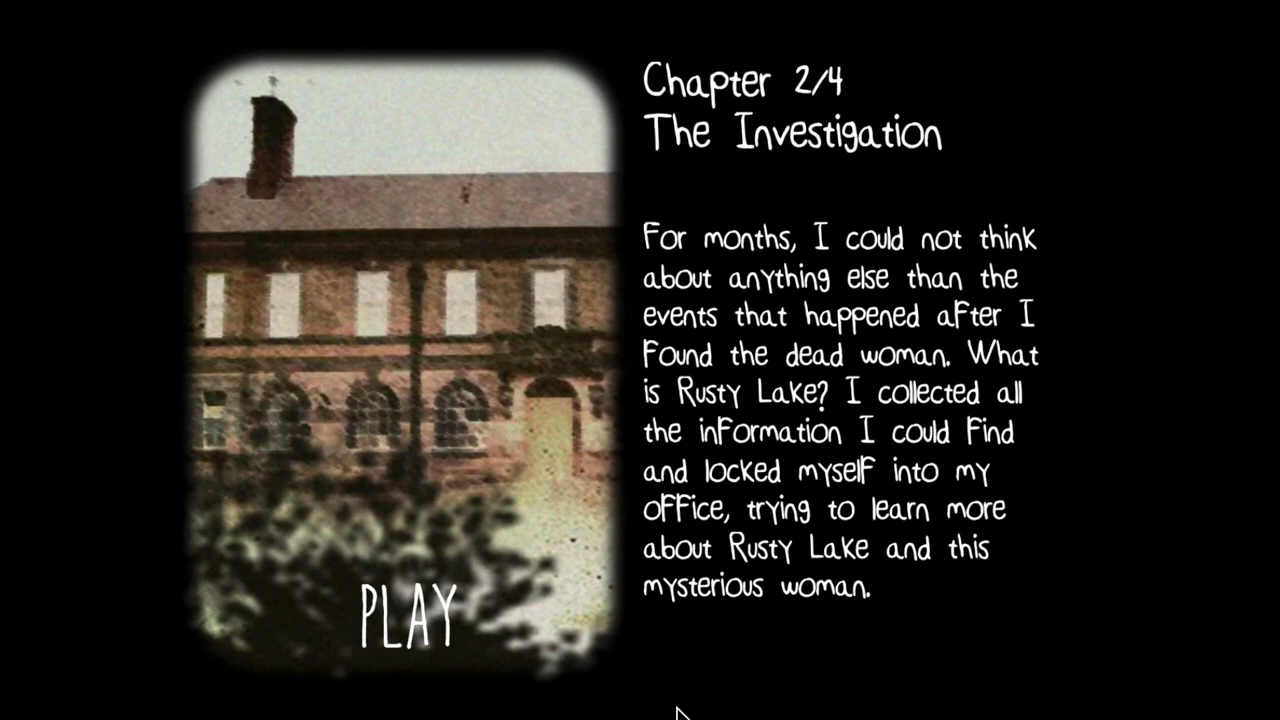 Chapter 2/4
The Investigation
For months, I could not think
about anything else than the
events that happened after I
found the dead woman. What
is Rusty Lake? I collected all
the information I could find
and locked myself into my
office, trying to learn more
about Rusty Lake and this
mysterious woman.
PLAY